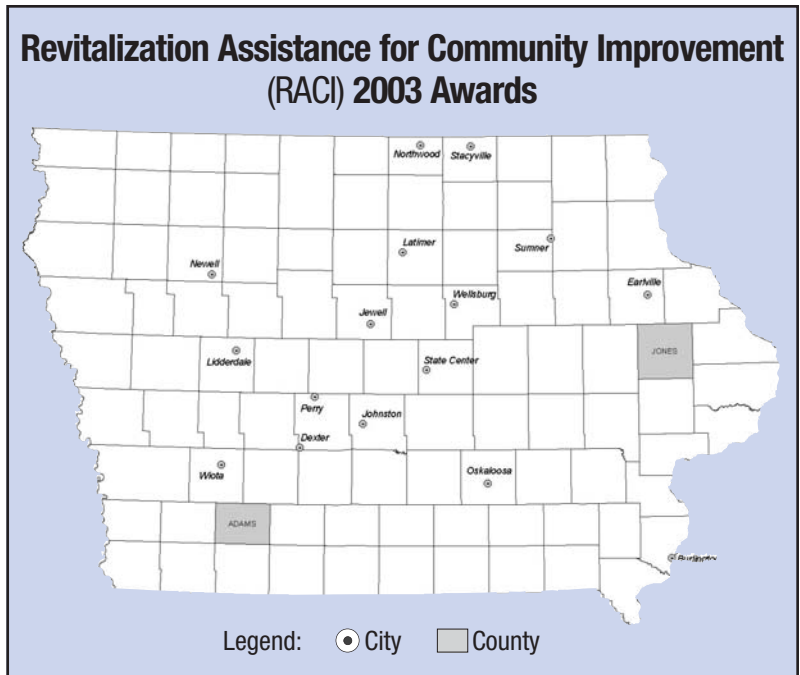 Revitalization Assistance for Community Improvement
(RACI) 2003 Awards
Northwood
Stacyville
Latimer
Sumner
Newell
Earlville
Wellsburg
Jewell
JONES
Lidderdale
State Center
Perry
Johnston
Dexter
Wiota
Oskaloosa
ADAMS
Burlington
Legend: City County